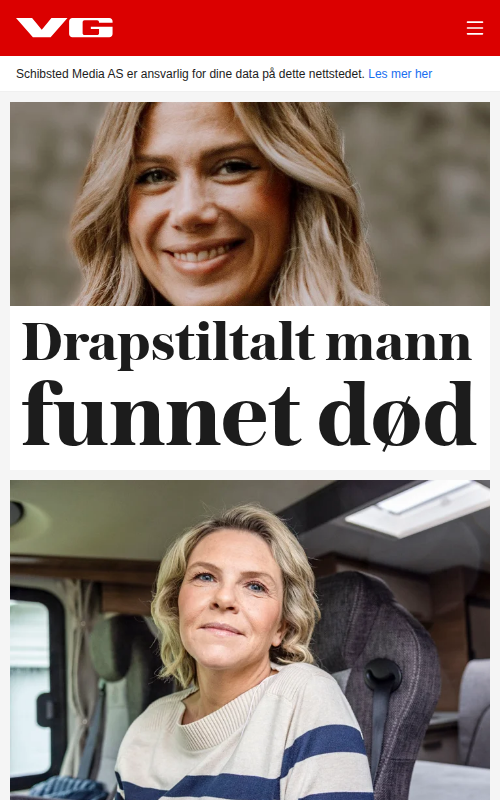 VG
Schibsted Media AS er ansvarlig for dine data på dette nettstedet. Les mer her
Drapstiltalt mann
funnet død